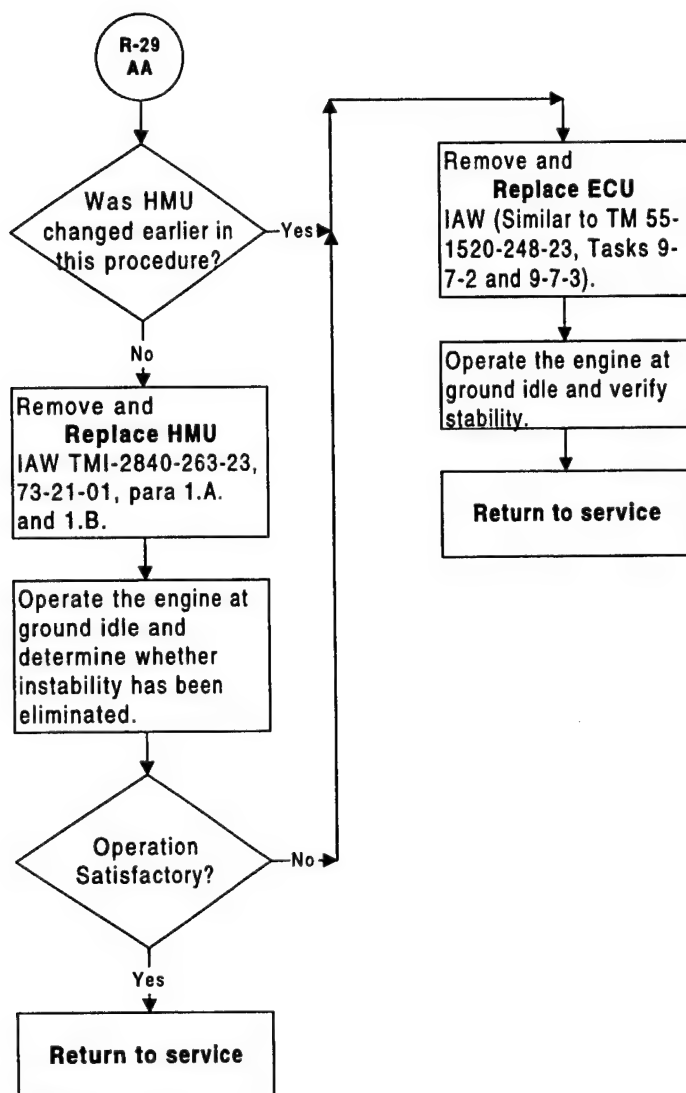 R-29
AA
Was HMU
changed earlier in
this procedure?
Yes
No
Remove and
Replace HMU
IAW TMI-2840-263-23,
73-21-01, para 1.A.
and 1.B.
Operate the engine at
ground idle and
determine whether
instability has been
eliminated.
Operation
Satisfactory?
No
Yes
Return to service
Remove and
Replace ECU
IAW (Similar to TM 55-
1520-248-23, Tasks 9-
7-2 and 9-7-3).
Operate the engine at
ground idle and verify
stability.
Return to service